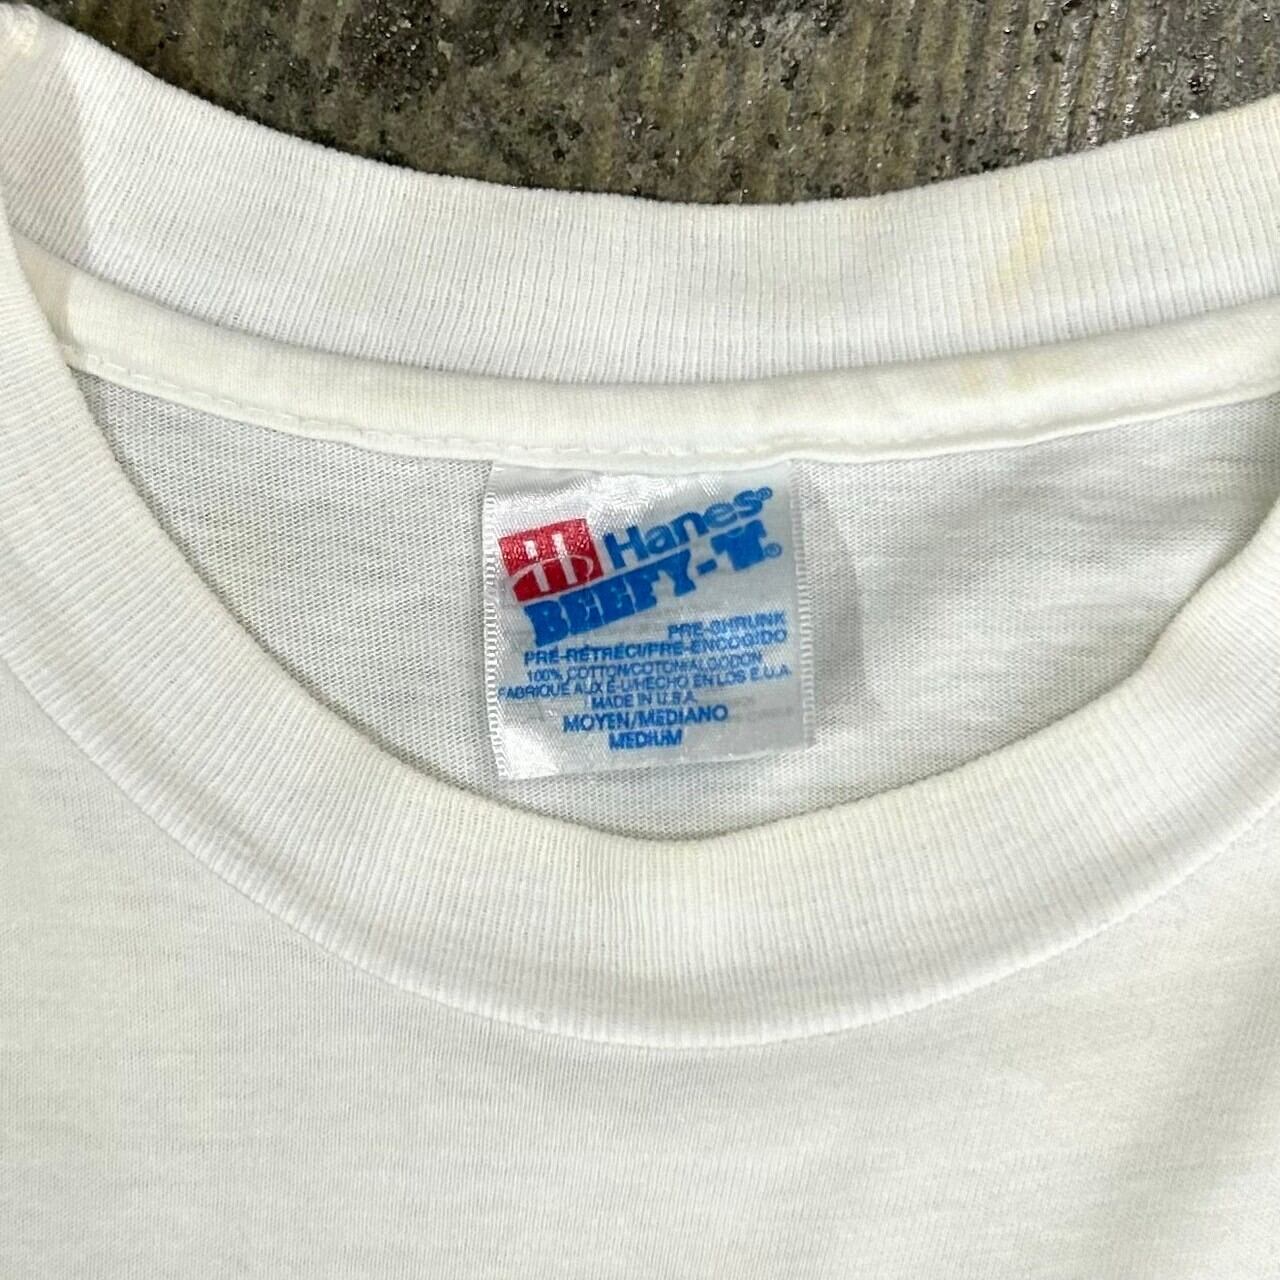 Hanes®
BEEFY-T®
PRE-SHRUNK
PRÉ-RÉTRÉCI/PRE-ENCOGIDO
100% COTTON/COTON/ALGODON
FABRIQUÉ AUX É-U/HECHO EN LOS E.U.A.
MADE IN U.S.A.
MOYEN/MEDIANO
MEDIUM